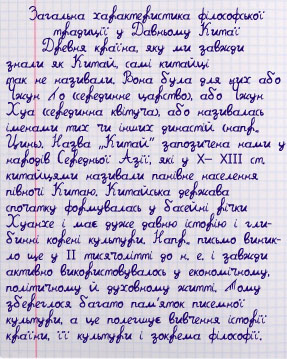 Загальна характеристика філософської
традиції у Давньому Китаї
Древня країна, яку ми завжди
знали як Китай, самі китайці
так не називали. Вона була для них або
Чжун Го (серединне царство), або Чжун
Хуа (серединна квітуча), або називалась
іменами тих чи інших династій (напр.,
Цинь). Назва „Китай" запозичена нами у
народів Середньої Азії, які у X– XIII ст.
китайцями називали панівне населення
півночі Китаю. Китайська держава
спочатку формувалась у басейні річки
Хуанхе і має дуже давню історію і гли-
бинні корені культури. Напр., письмо виник-
ло ще у II тисячолітті до н. е. і завжди
активно використовувалось у економічному,
політичному й духовному житті. Тому
збереглося багато пам'яток писемної
культури, а це полегшує вивчення історії
країни, її культури і зокрема філософії.